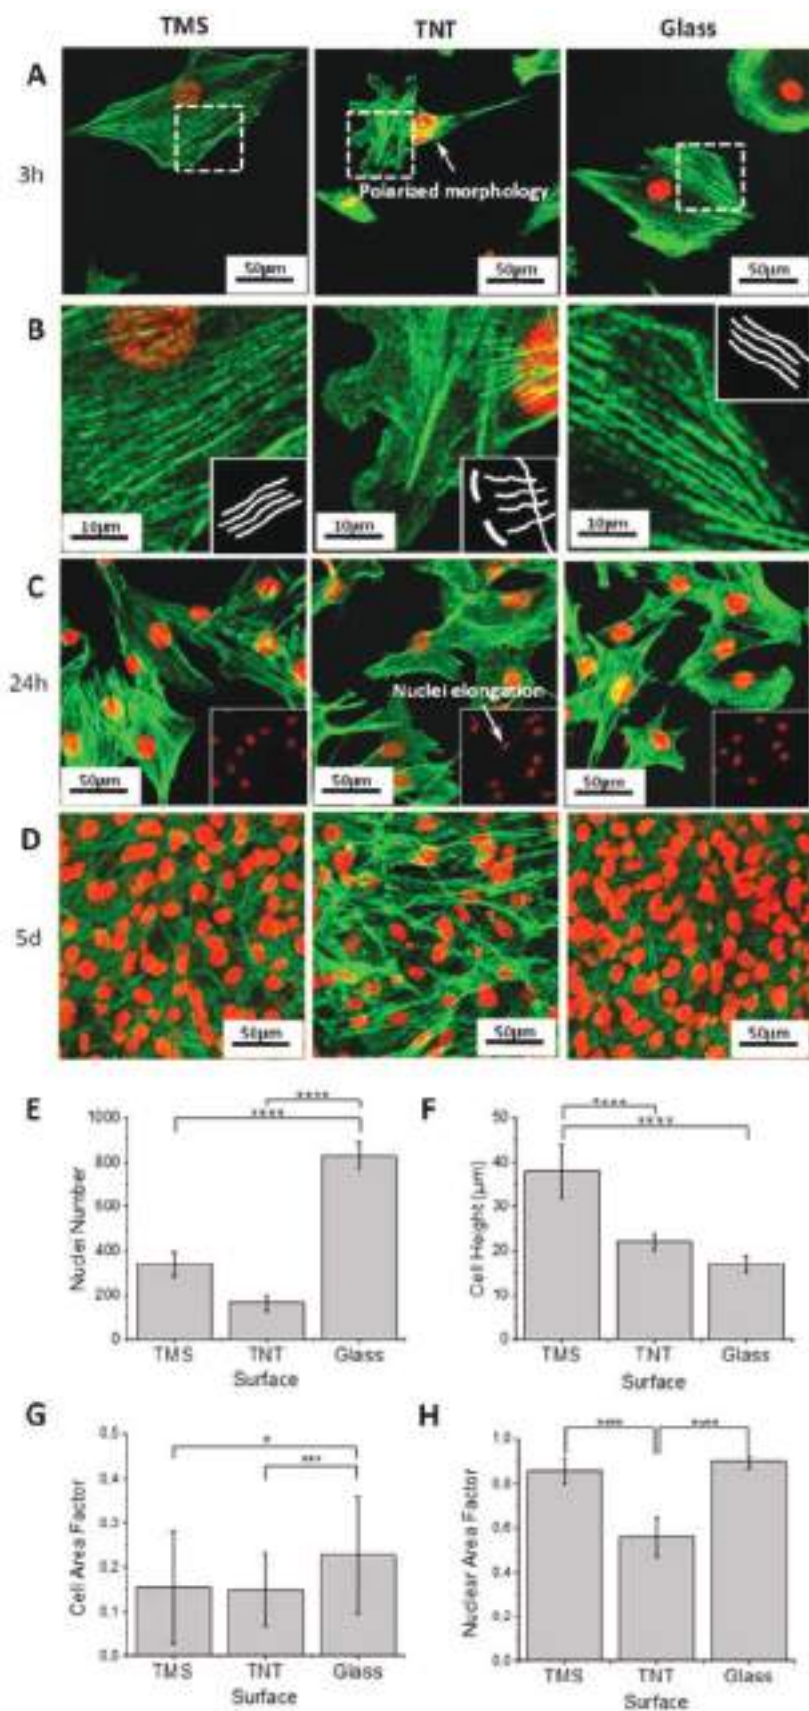 TMS TNT Glass
A
3h
Polarized morphology
50µm 50µm 50µm
B
10µm 10µm 10µm
C
24h
Nuclei elongation
50µm 50µm 50µm
D
5d
50µm 50µm 50µm
E
****
****
1000
800
600
400
200
0
Nuclei Number
TMS TNT Glass
Surface
F
****
****
50
40
30
20
10
0
Cell Height (µm)
TMS TNT Glass
Surface
G
*
***
0.5
0.4
0.3
0.2
0.1
0.0
Cell Area Factor
TMS TNT Glass
Surface
H
**** ****
1.0
0.8
0.6
0.4
0.2
0.0
Nuclear Area Factor
TMS TNT Glass
Surface